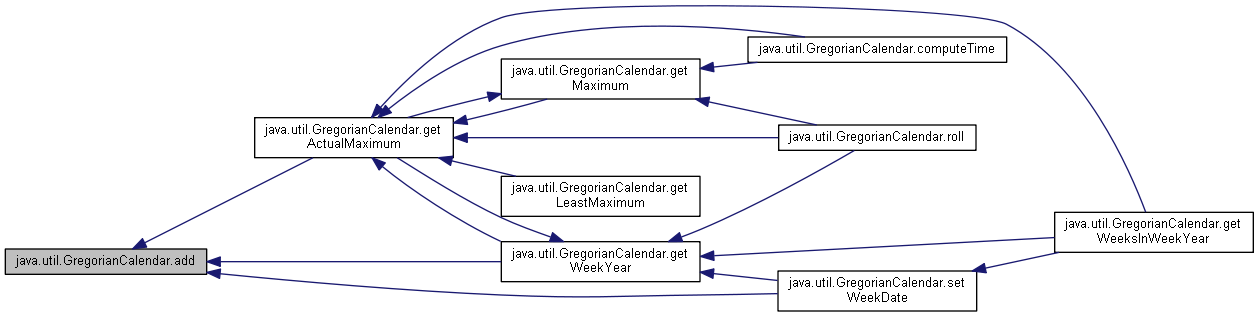 java.util.GregorianCalendar.computeTime
java.util.GregorianCalendar.get
Maximum
java.util.GregorianCalendar.get
ActualMaximum
java.util.GregorianCalendar.roll
java.util.GregorianCalendar.get
LeastMaximum
java.util.GregorianCalendar.get
WeeksInWeekYear
java.util.GregorianCalendar.add
java.util.GregorianCalendar.get
WeekYear
java.util.GregorianCalendar.set
WeekDate